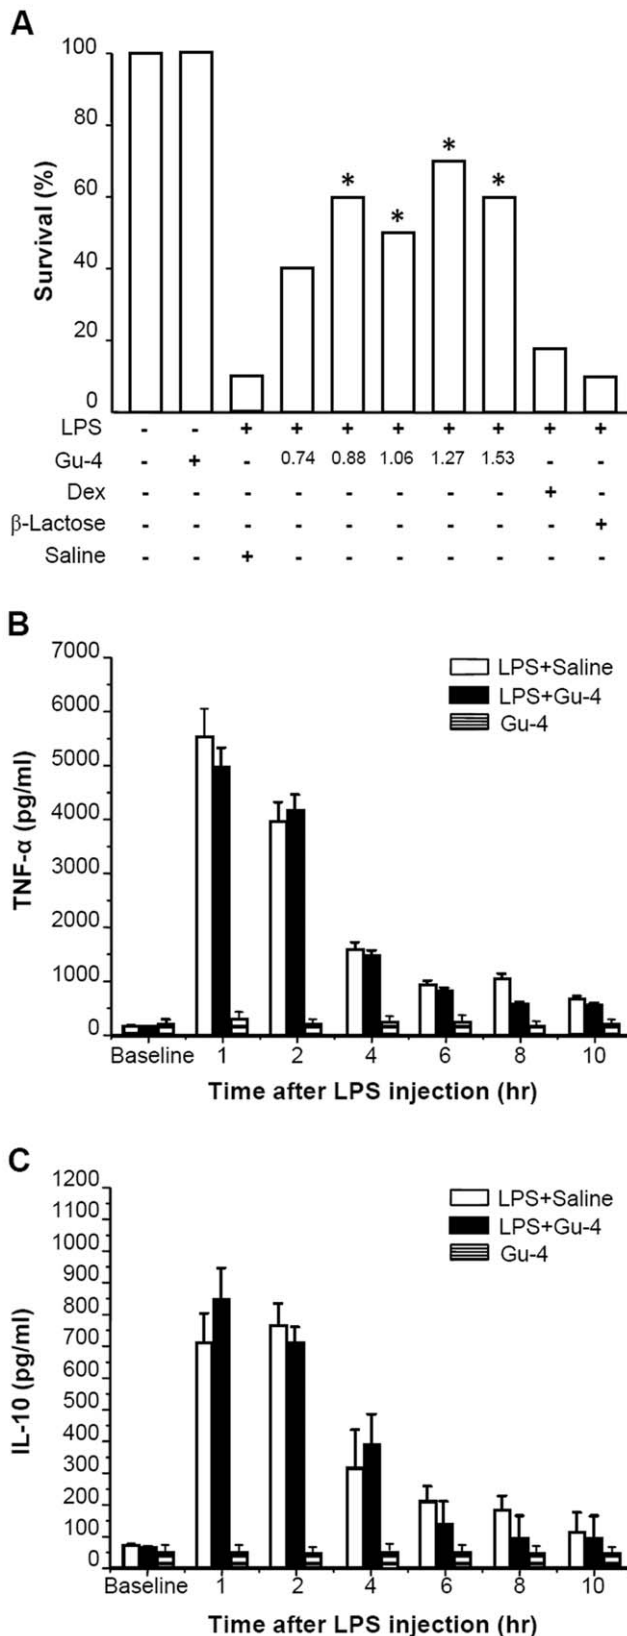 A
100
80
60
40
20
0
Survival (%)
* * * *
LPS - - + + + + + + + +
Gu-4 - + - 0.74 0.88 1.06 1.27 1.53 - -
Dex - - - - - - - - + -
β-Lactose - - - - - - - - - +
Saline - - + - - - - - - -
B
7000
6000
5000
4000
3000
2000
1000
0
TNF-α (pg/ml)
LPS+Saline
LPS+Gu-4
Gu-4
Baseline 1 2 4 6 8 10
Time after LPS injection (hr)
C
1200
1100
1000
900
800
700
600
500
400
300
200
100
0
IL-10 (pg/ml)
LPS+Saline
LPS+Gu-4
Gu-4
Baseline 1 2 4 6 8 10
Time after LPS injection (hr)